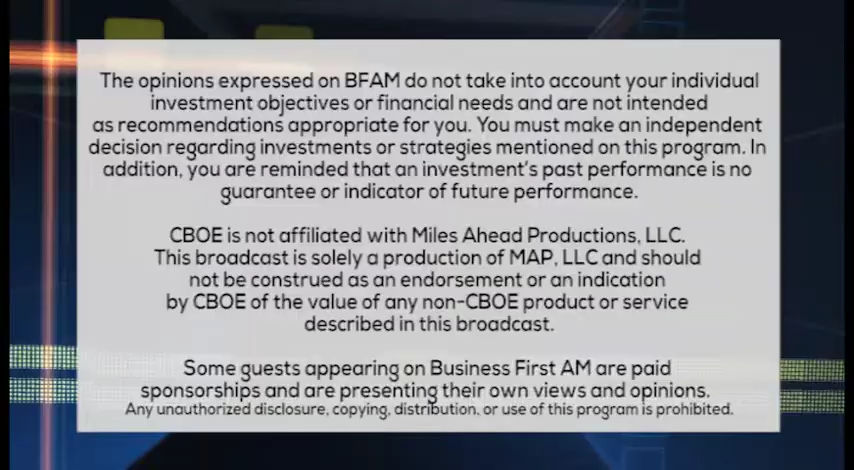 The opinions expressed on BFAM do not take into account your individual
investment objectives or financial needs and are not intended
as recommendations appropriate for you. You must make an independent
decision regarding investments or strategies mentioned on this program. In
addition, you are reminded that an investment's past performance is no
guarantee or indicator of future performance.
CBOE is not affiliated with Miles Ahead Productions, LLC.
This broadcast is solely a production of MAP, LLC and should
not be construed as an endorsement or an indication
by CBOE of the value of any non-CBOE product or service
described in this broadcast.
Some guests appearing on Business First AM are paid
sponsorships and are presenting their own views and opinions.
Any unauthorized disclosure, copying, distribution, or use of this program is prohibited.